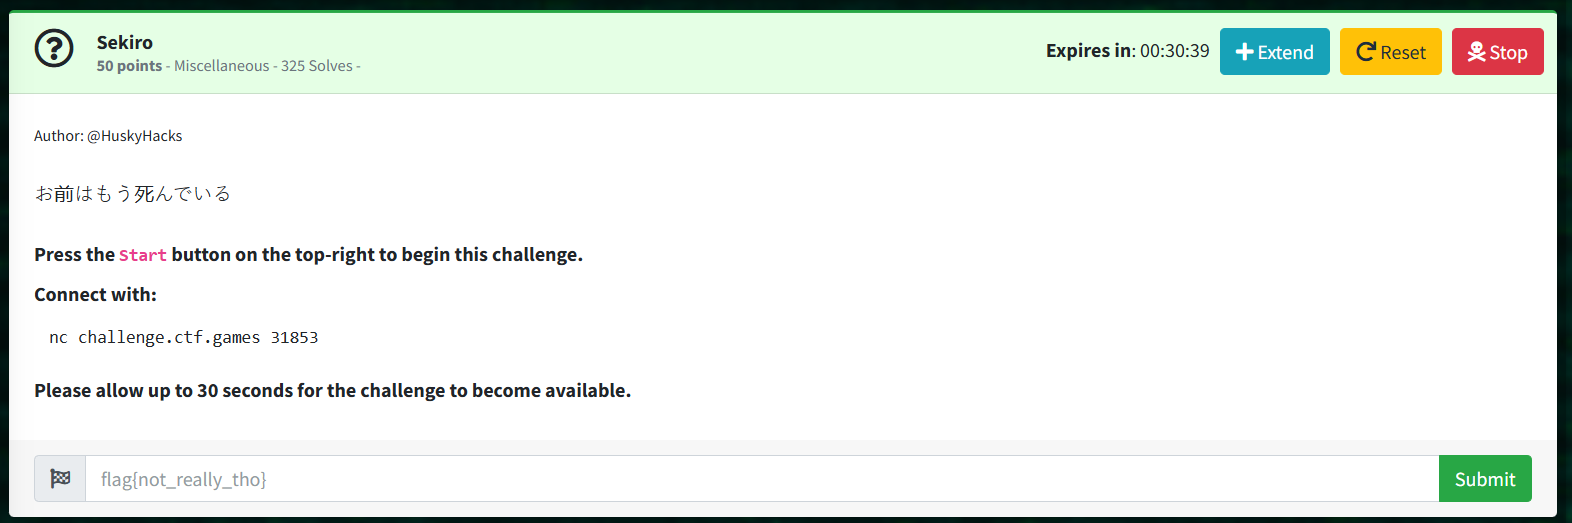 Sekiro
50 points - Miscellaneous - 325 Solves -
Expires in: 00:30:39
Extend
Reset
Stop
Author: @HuskyHacks
お前はもう死んでいる
Press the Start button on the top-right to begin this challenge.
Connect with:
nc challenge.ctf.games 31853
Please allow up to 30 seconds for the challenge to become available.
flag{not_really_tho}
Submit